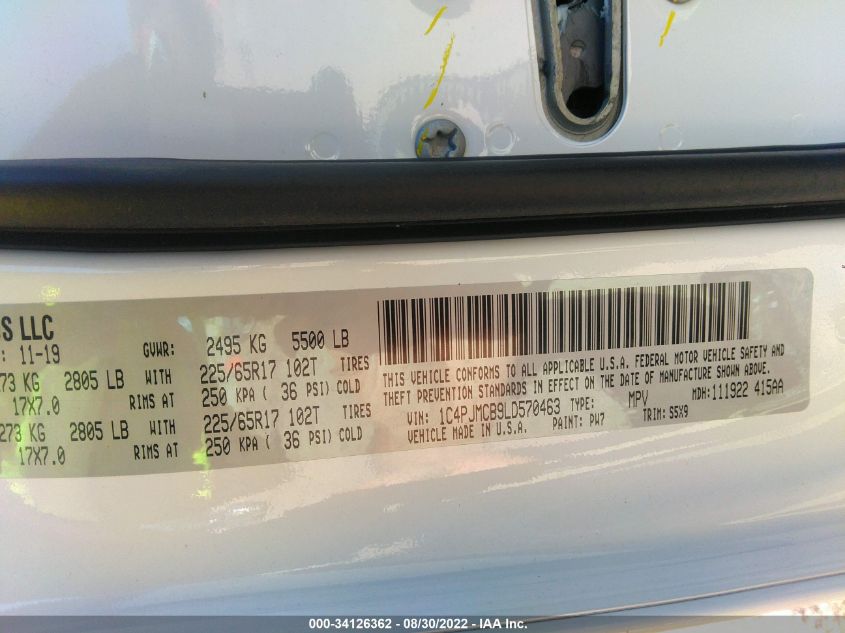 S LLC
: 11-19
GVWR: 2495 KG 5500 LB
273 KG 2805 LB WITH 225/65R17 102T TIRES
17X7.0 RIMS AT 250 KPA ( 36 PSI) COLD
273 KG 2805 LB WITH 225/65R17 102T TIRES
17X7.0 RIMS AT 250 KPA ( 36 PSI) COLD
THIS VEHICLE CONFORMS TO ALL APPLICABLE U.S.A. FEDERAL MOTOR VEHICLE SAFETY AND
THEFT PREVENTION STANDARDS IN EFFECT ON THE DATE OF MANUFACTURE SHOWN ABOVE.
VIN: 1C4PJMCB9LD570463 TYPE: MPV MDH:111922 415AA
VEHICLE MADE IN U.S.A. PAINT: PW7 TRIM: S5X9
000-34126362 - 08/30/2022 - IAA Inc.